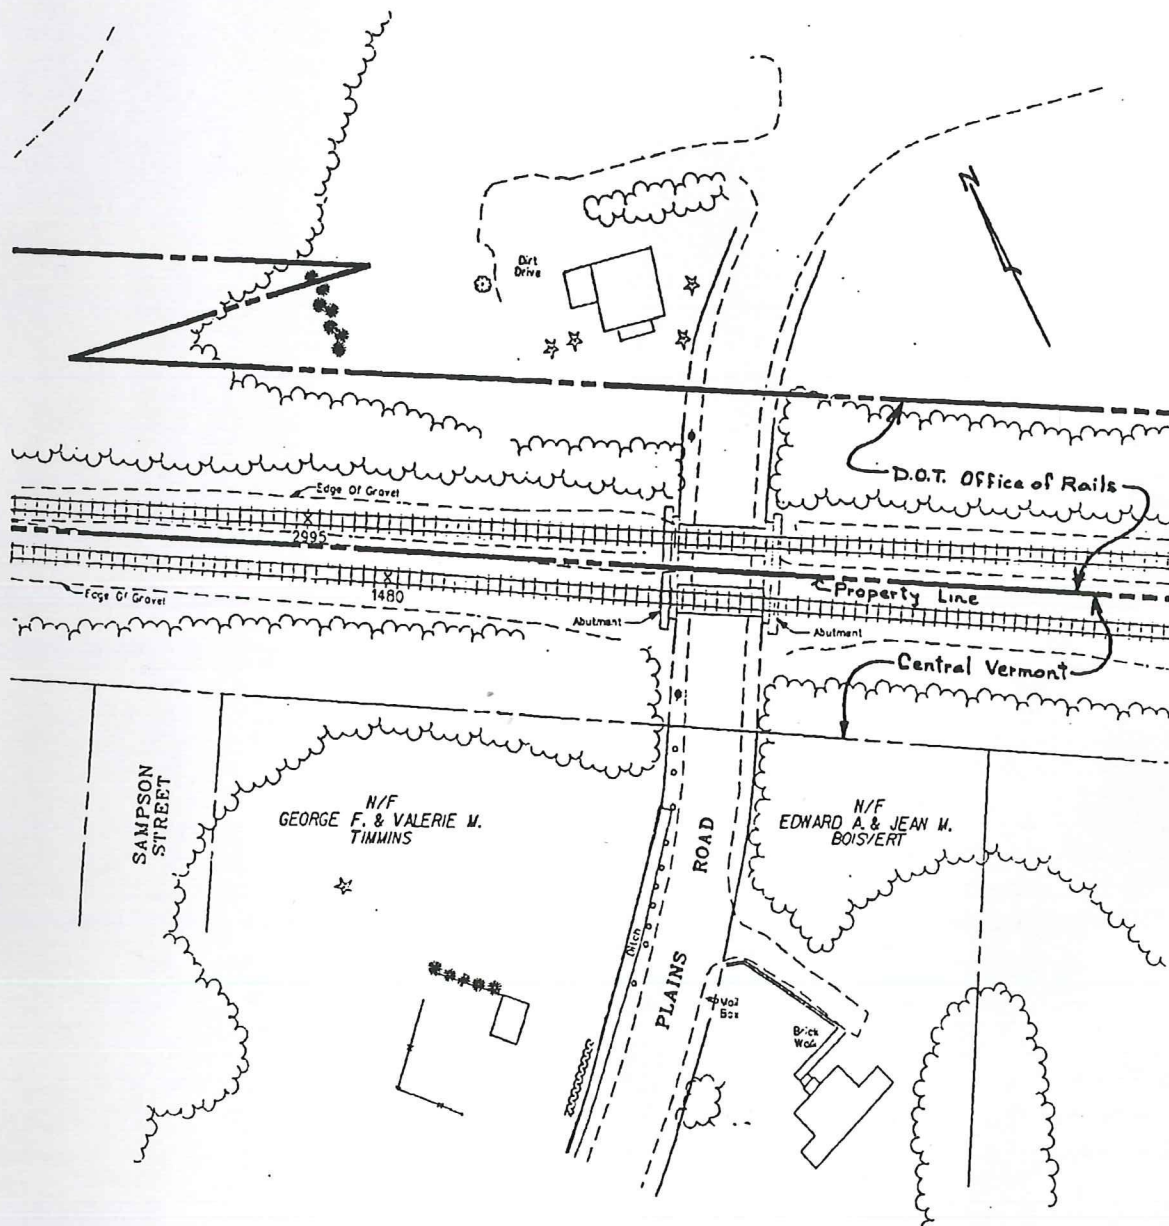 N
Dirt
Drive
D.O.T. Office of Rails
Edge Of Gravel
2995
Edge Of Gravel
1480
Property Line
Abutment
Abutment
Central Vermont
SAMPSON
STREET
N/F
GEORGE F. & VALERIE M.
TIMMINS
N/F
EDWARD A. & JEAN M.
BOISVERT
PLAINS ROAD
Ditch
Mail
Box
Brick
Wall